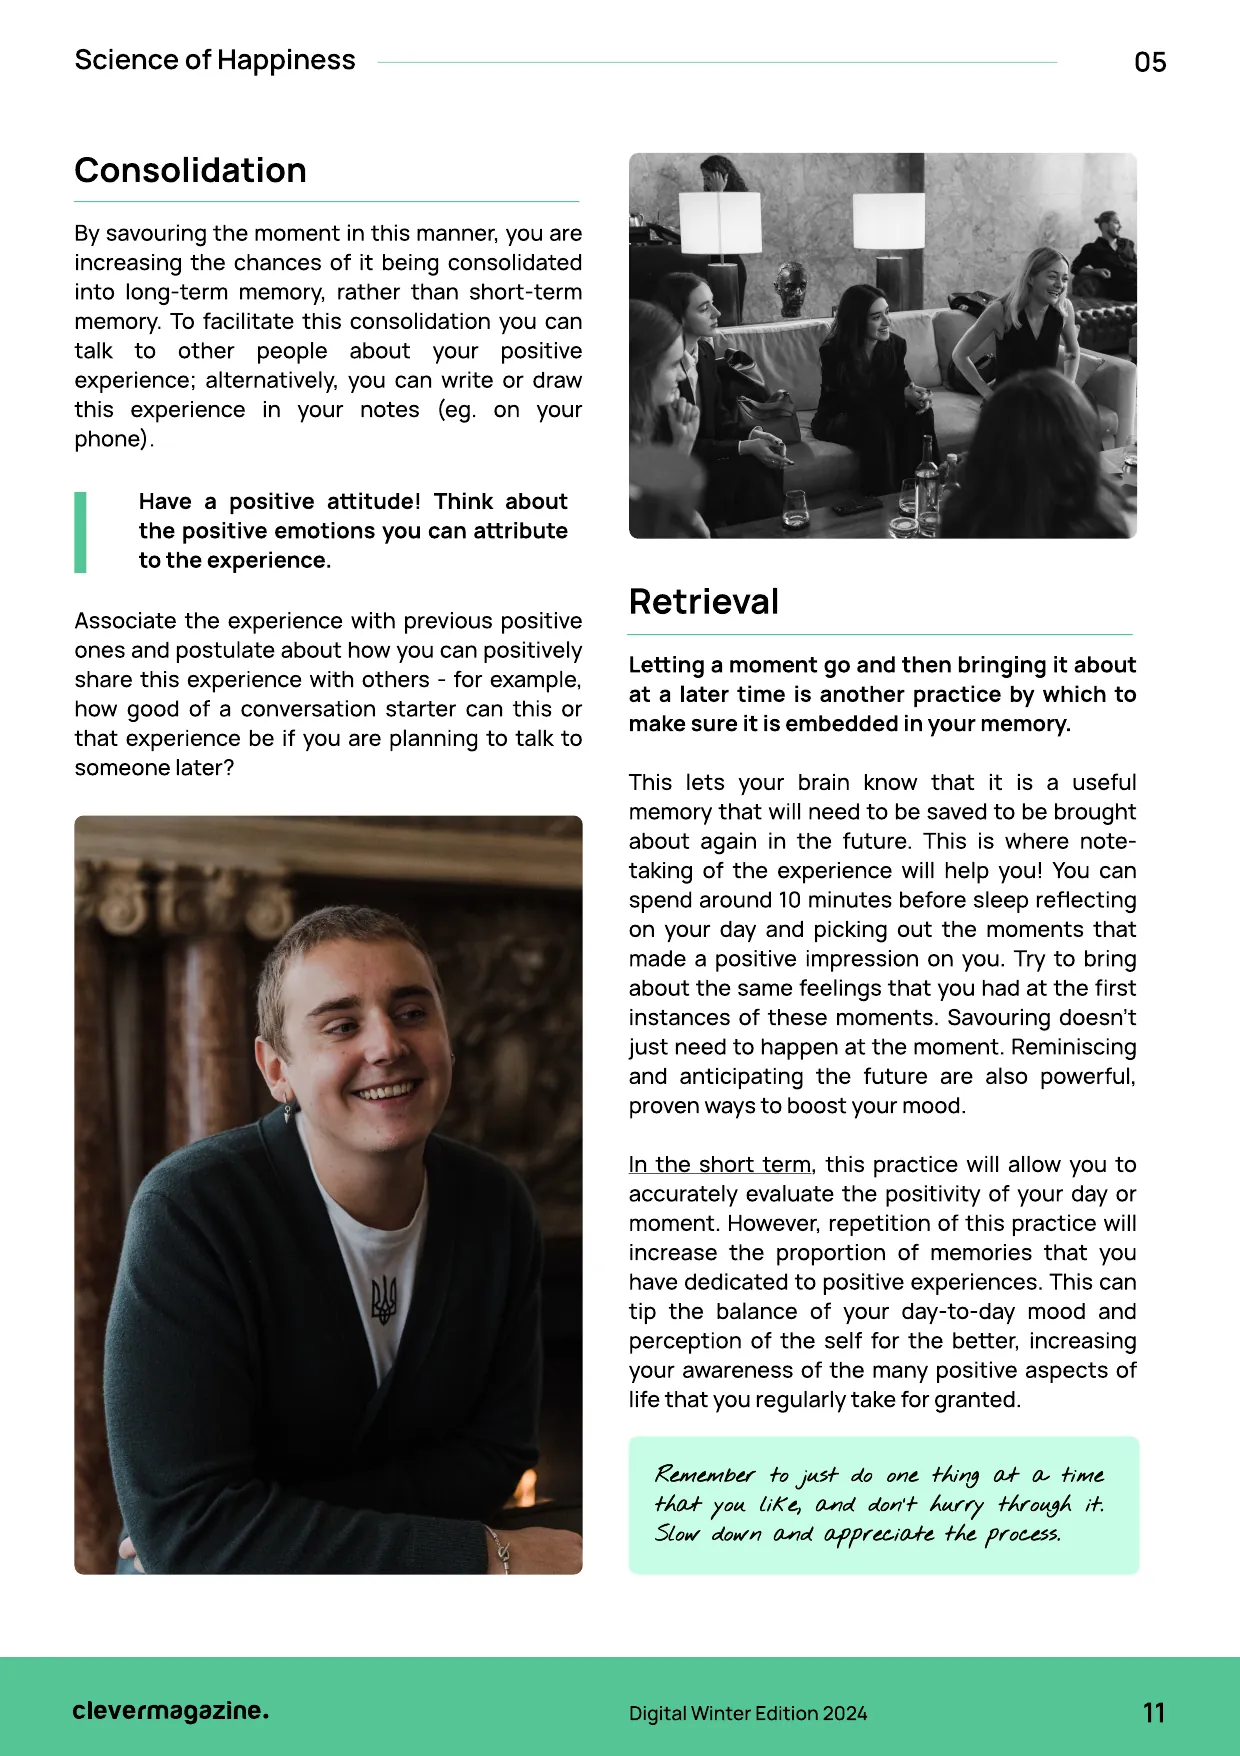 Science of Happiness
05
Consolidation
By savouring the moment in this manner, you are
increasing the chances of it being consolidated
into long-term memory, rather than short-term
memory. To facilitate this consolidation you can
talk to other people about your positive
experience; alternatively, you can write or draw
this experience in your notes (eg. on your
phone).
Have a positive attitude! Think about
the positive emotions you can attribute
to the experience.
Associate the experience with previous positive
ones and postulate about how you can positively
share this experience with others - for example,
how good of a conversation starter can this or
that experience be if you are planning to talk to
someone later?
Retrieval
Letting a moment go and then bringing it about
at a later time is another practice by which to
make sure it is embedded in your memory.
This lets your brain know that it is a useful
memory that will need to be saved to be brought
about again in the future. This is where note-
taking of the experience will help you! You can
spend around 10 minutes before sleep reflecting
on your day and picking out the moments that
made a positive impression on you. Try to bring
about the same feelings that you had at the first
instances of these moments. Savouring doesn't
just need to happen at the moment. Reminiscing
and anticipating the future are also powerful,
proven ways to boost your mood.
In the short term, this practice will allow you to
accurately evaluate the positivity of your day or
moment. However, repetition of this practice will
increase the proportion of memories that you
have dedicated to positive experiences. This can
tip the balance of your day-to-day mood and
perception of the self for the better, increasing
your awareness of the many positive aspects of
life that you regularly take for granted.
Remember to just do one thing at a time
that you like, and don't hurry through it.
Slow down and appreciate the process.
clevermagazine.
Digital Winter Edition 2024
11